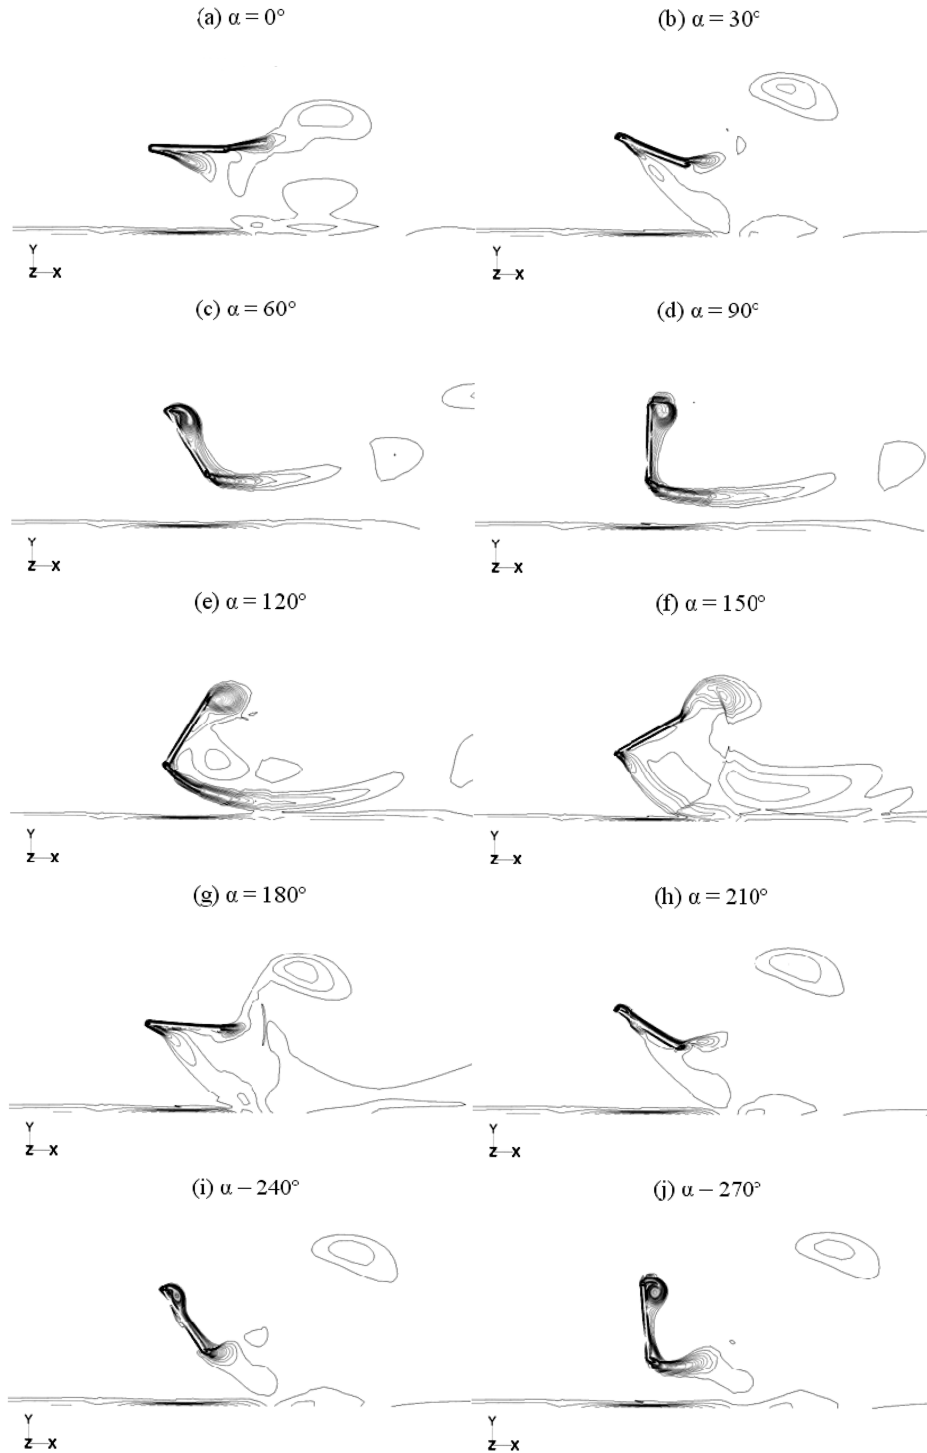 (a) α = 0°
(b) α = 30°
Y
Z X
Y
Z X
(c) α = 60°
(d) α = 90°
Y
Z X
Y
Z X
(e) α = 120°
(f) α = 150°
Y
Z X
Y
Z X
(g) α = 180°
(h) α = 210°
Y
Z X
Y
Z X
(i) α – 240°
(j) α – 270°
Y
Z X
Y
Z X